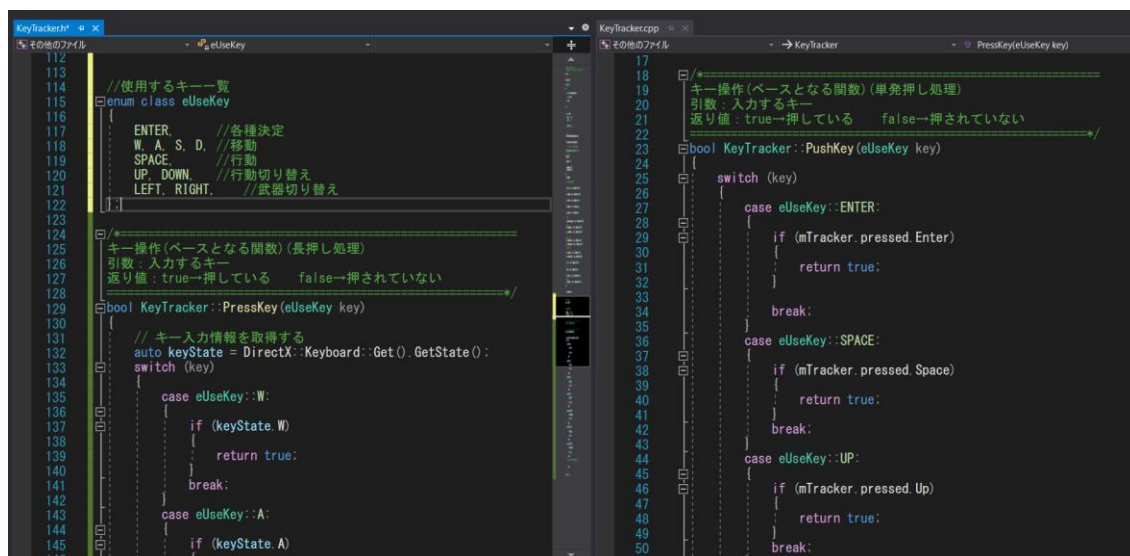 KeyTracker.h*
その他のファイル
eUseKey
112
113
114 //使用するキー一覧
115 enum class eUseKey
116 {
117 ENTER, //各種決定
118 W, A, S, D, //移動
119 SPACE, //行動
120 UP, DOWN, //行動切り替え
121 LEFT, RIGHT, //武器切り替え
122 };
123
124 /*==========================================================
125 キー操作(ベースとなる関数)(長押し処理)
126 引数：入力するキー
127 返り値：true→押している false→押されていない
128 ==========================================================*/
129 bool KeyTracker::PressKey(eUseKey key)
130 {
131 // キー入力情報を取得する
132 auto keyState = DirectX::Keyboard::Get().GetState();
133 switch (key)
134 {
135 case eUseKey::W:
136 {
137 if (keyState.W)
138 {
139 return true;
140 }
141 break;
142 }
143 case eUseKey::A:
144 {
145 if (keyState.A)
KeyTracker.cpp
その他のファイル
→ KeyTracker
PressKey(eUseKey key)
17
18 /*==========================================================
19 キー操作(ベースとなる関数)(単発押し処理)
20 引数：入力するキー
21 返り値：true→押している false→押されていない
22 ==========================================================*/
23 bool KeyTracker::PushKey(eUseKey key)
24 {
25 switch (key)
26 {
27 case eUseKey::ENTER:
28 {
29 if (mTracker.pressed.Enter)
30 {
31 return true;
32 }
33
34 break;
35 }
36 case eUseKey::SPACE:
37 {
38 if (mTracker.pressed.Space)
39 {
40 return true;
41 }
42 break;
43 }
44 case eUseKey::UP:
45 {
46 if (mTracker.pressed.Up)
47 {
48 return true;
49 }
50 break;